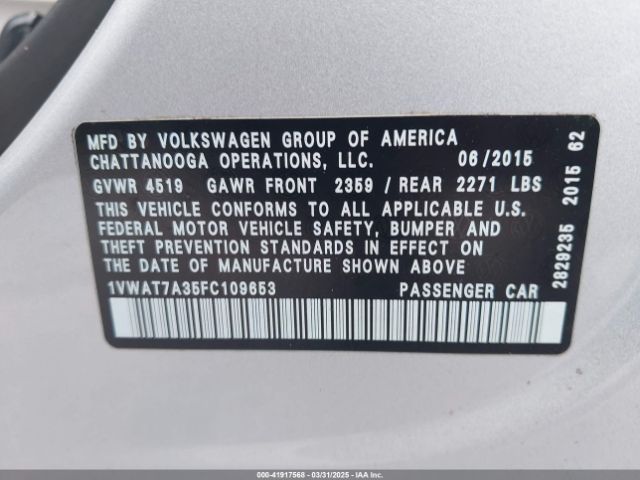 MFD BY VOLKSWAGEN GROUP OF AMERICA
CHATTANOOGA OPERATIONS, LLC. 06/2015
GVWR 4519 GAWR FRONT 2359 / REAR 2271 LBS
THIS VEHICLE CONFORMS TO ALL APPLICABLE U.S.
FEDERAL MOTOR VEHICLE SAFETY, BUMPER AND
THEFT PREVENTION STANDARDS IN EFFECT ON
THE DATE OF MANUFACTURE SHOWN ABOVE
1VWAT7A35FC109653 PASSENGER CAR
2829235 2015 62
000-41917568 - 03/31/2025 - IAAI.CA